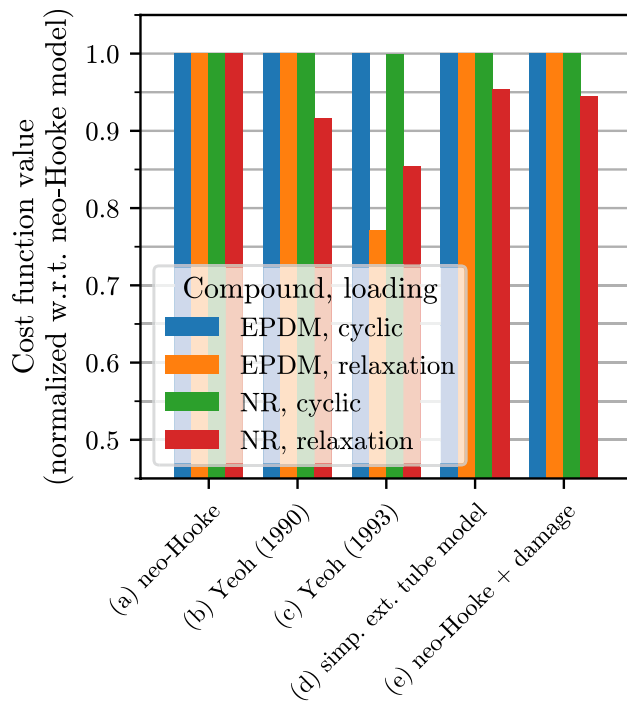 Cost function value
(normalized w.r.t. neo-Hooke model)
1.0
0.9
0.8
0.7
0.6
0.5
Compound, loading
EPDM, cyclic
EPDM, relaxation
NR, cyclic
NR, relaxation
(a) neo-Hooke
(b) Yeoh (1990)
(c) Yeoh (1993)
(d) simp. ext. tube model
(e) neo-Hooke + damage